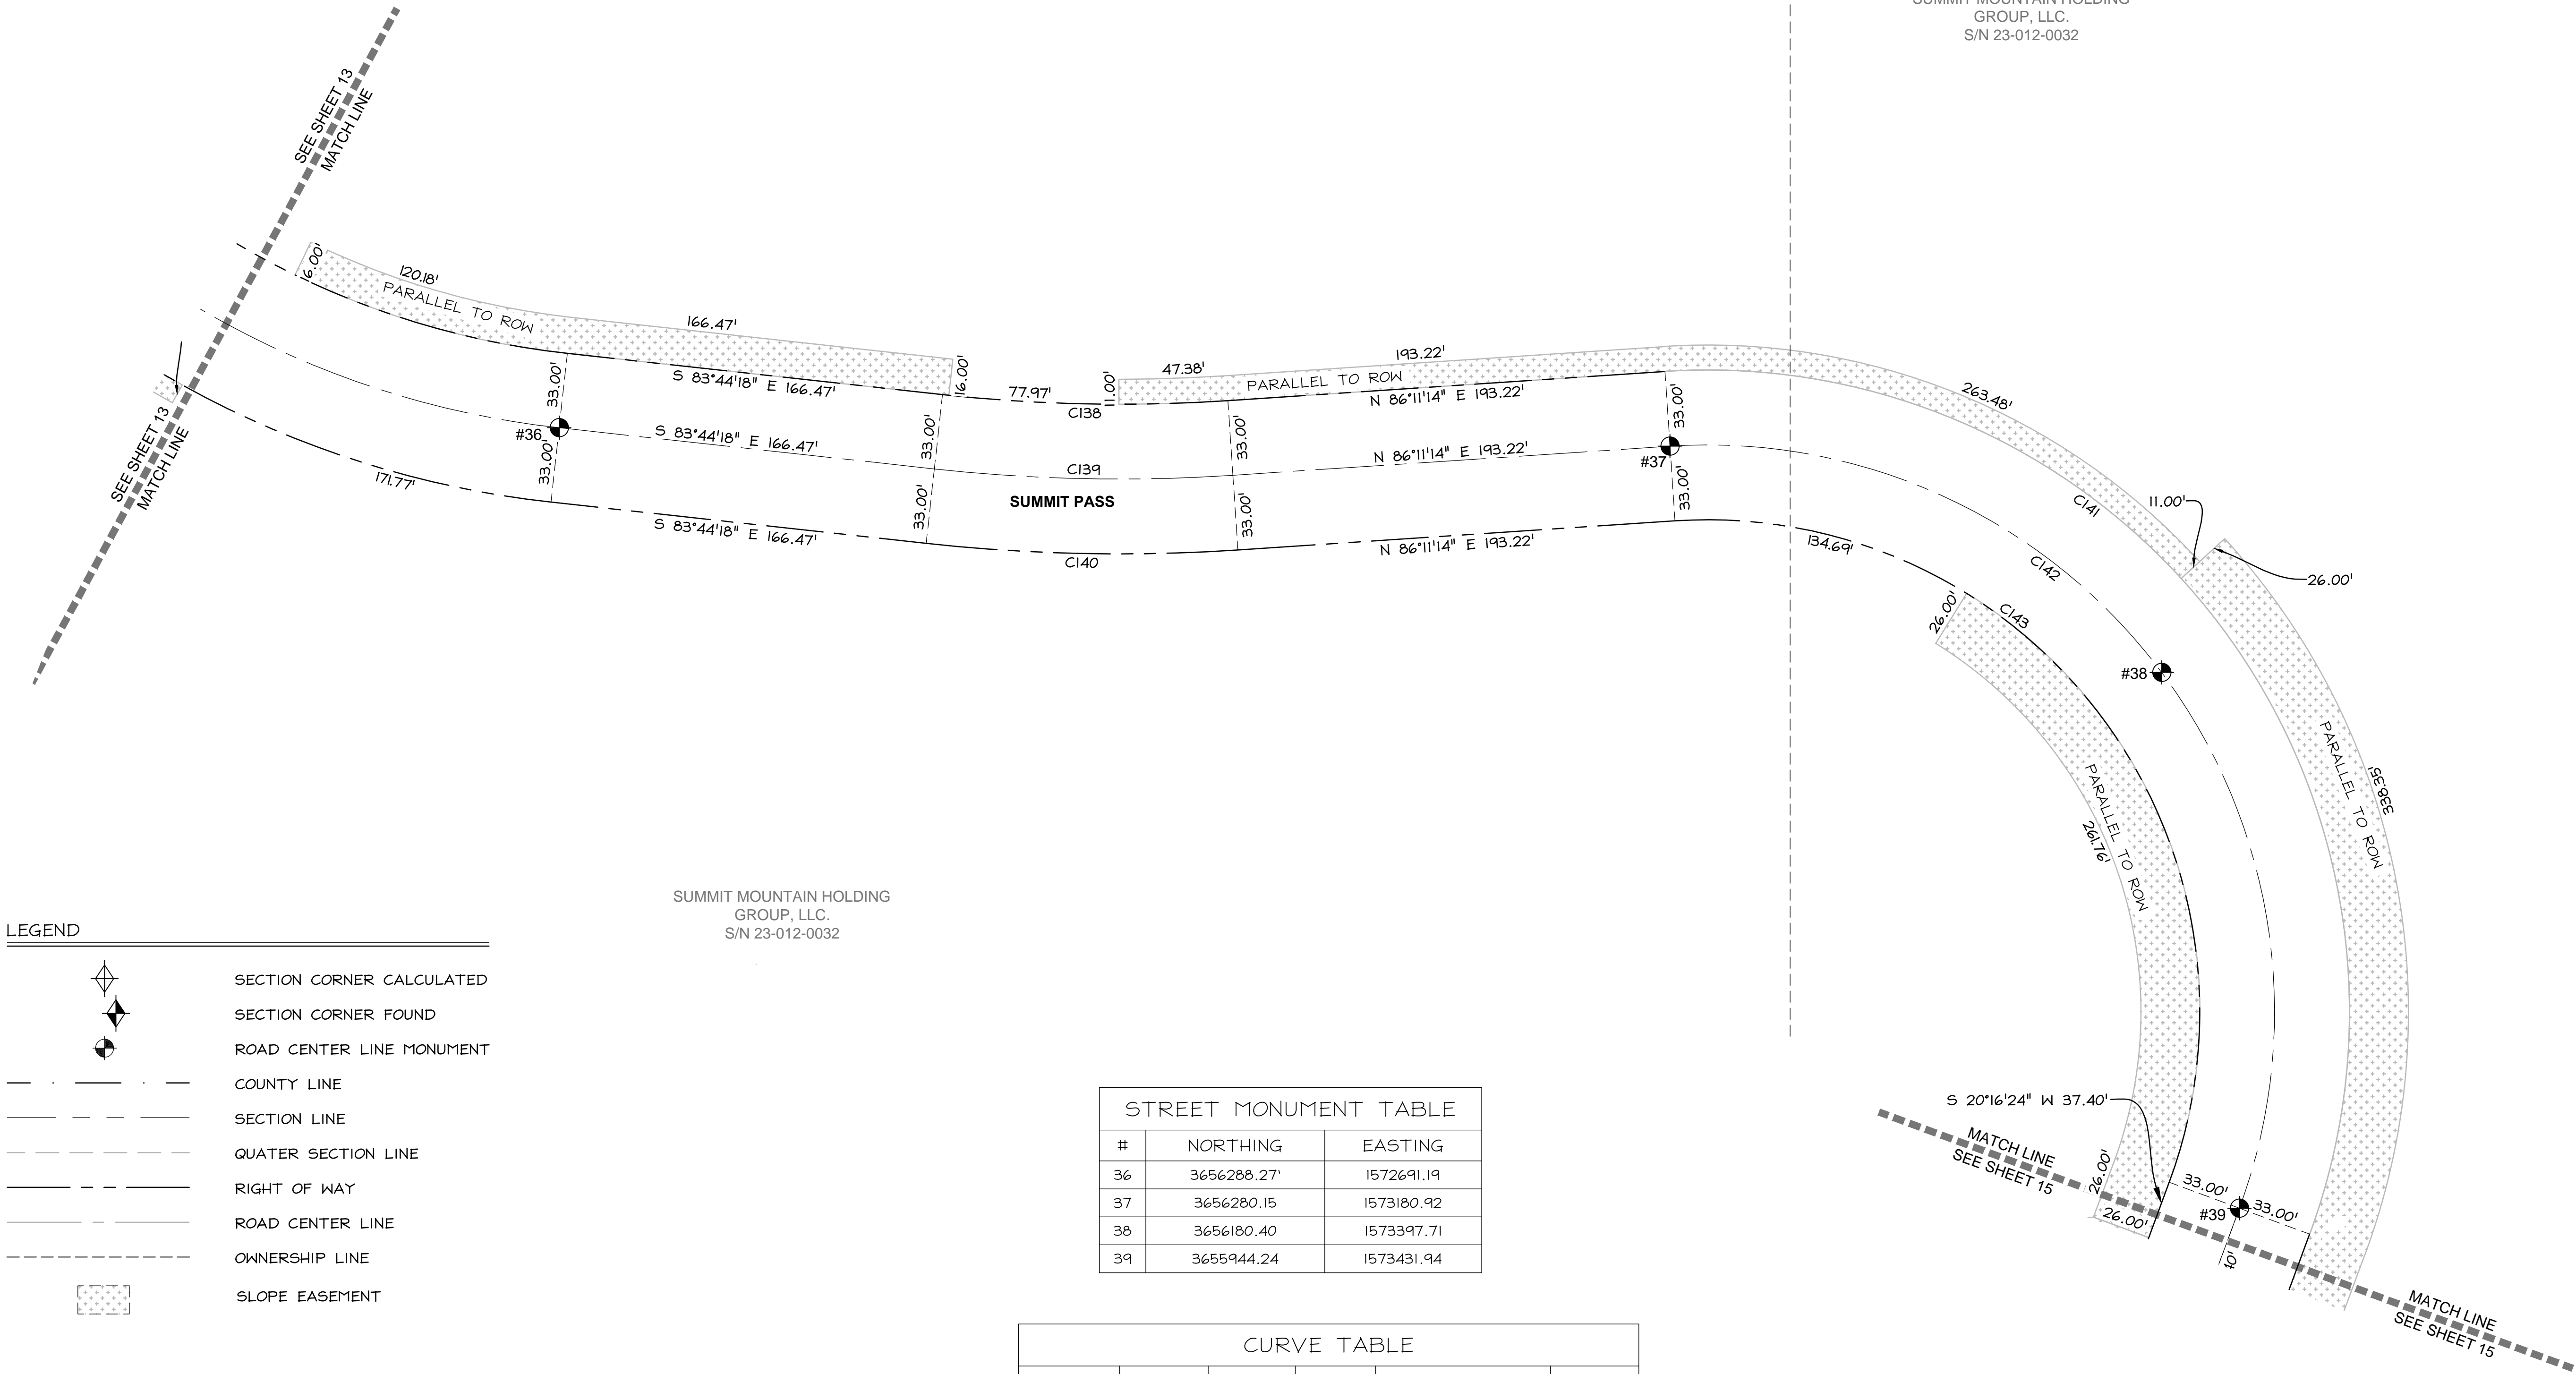 SUMMIT MOUNTAIN HOLDING
GROUP, LLC.
S/N 23-012-0032
SEE SHEET 13
MATCH LINE
SEE SHEET 13
MATCH LINE
16.00'
120.18'
PARALLEL TO ROW
166.47'
16.00'
S 83°44'18" E 166.47'
77.97'
C138
11.00'
47.38'
193.22'
PARALLEL TO ROW
N 86°11'14" E 193.22'
33.00'
33.00'
#36
S 83°44'18" E 166.47'
33.00'
33.00'
C139
SUMMIT PASS
33.00'
33.00'
N 86°11'14" E 193.22'
#37
33.00'
33.00'
171.77'
S 83°44'18" E 166.47'
C140
N 86°11'14" E 193.22'
134.69'
263.48'
C141
11.00'
26.00'
C142
C143
26.00'
#38
PARALLEL TO ROW
261.76'
PARALLEL TO ROW
338.35'
S 20°16'24" W 37.40'
MATCH LINE
SEE SHEET 15
26.00'
26.00'
33.00'
#39
33.00'
10'
MATCH LINE
SEE SHEET 15
SUMMIT MOUNTAIN HOLDING
GROUP, LLC.
S/N 23-012-0032
LEGEND
SECTION CORNER CALCULATED
SECTION CORNER FOUND
ROAD CENTER LINE MONUMENT
COUNTY LINE
SECTION LINE
QUATER SECTION LINE
RIGHT OF WAY
ROAD CENTER LINE
OWNERSHIP LINE
SLOPE EASEMENT
STREET MONUMENT TABLE
# NORTHING EASTING
36 3656288.27' 1572691.19
37 3656280.15 1573180.92
38 3656180.40 1573397.71
39 3655944.24 1573431.94
CURVE TABLE